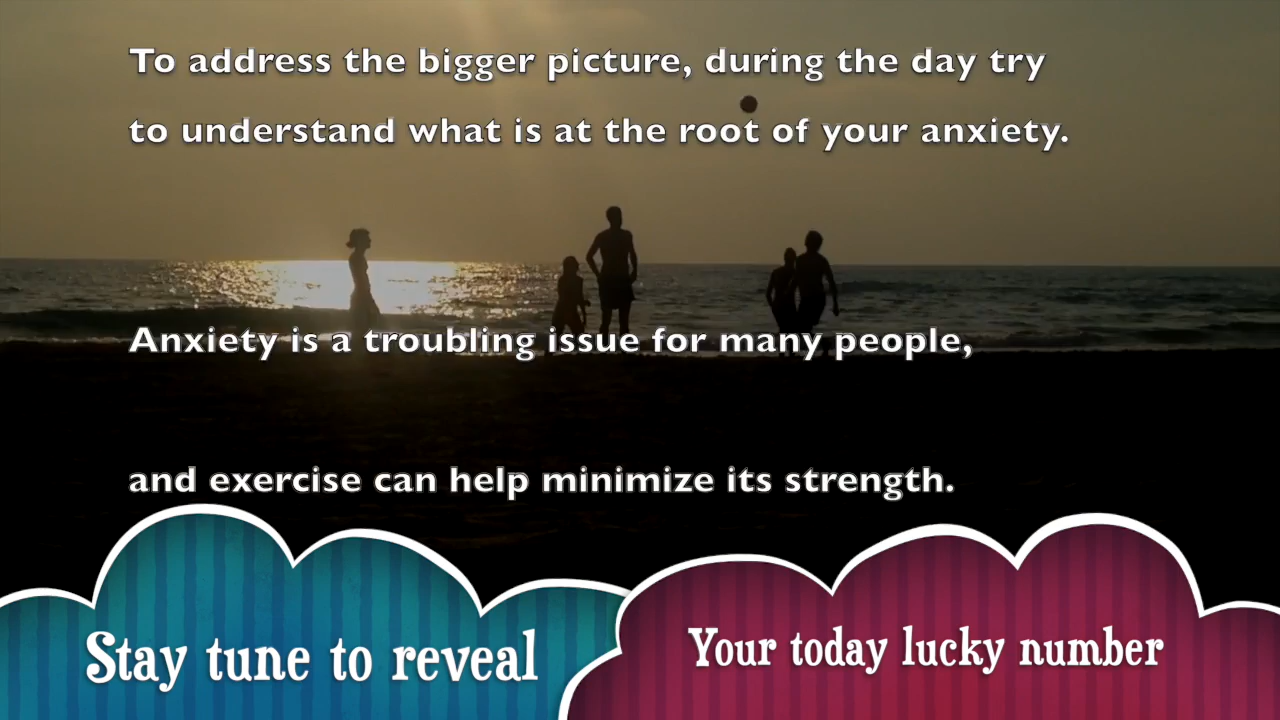 To address the bigger picture, during the day try
to understand what is at the root of your anxiety.
Anxiety is a troubling issue for many people,
and exercise can help minimize its strength.
Stay tune to reveal
Your today lucky number